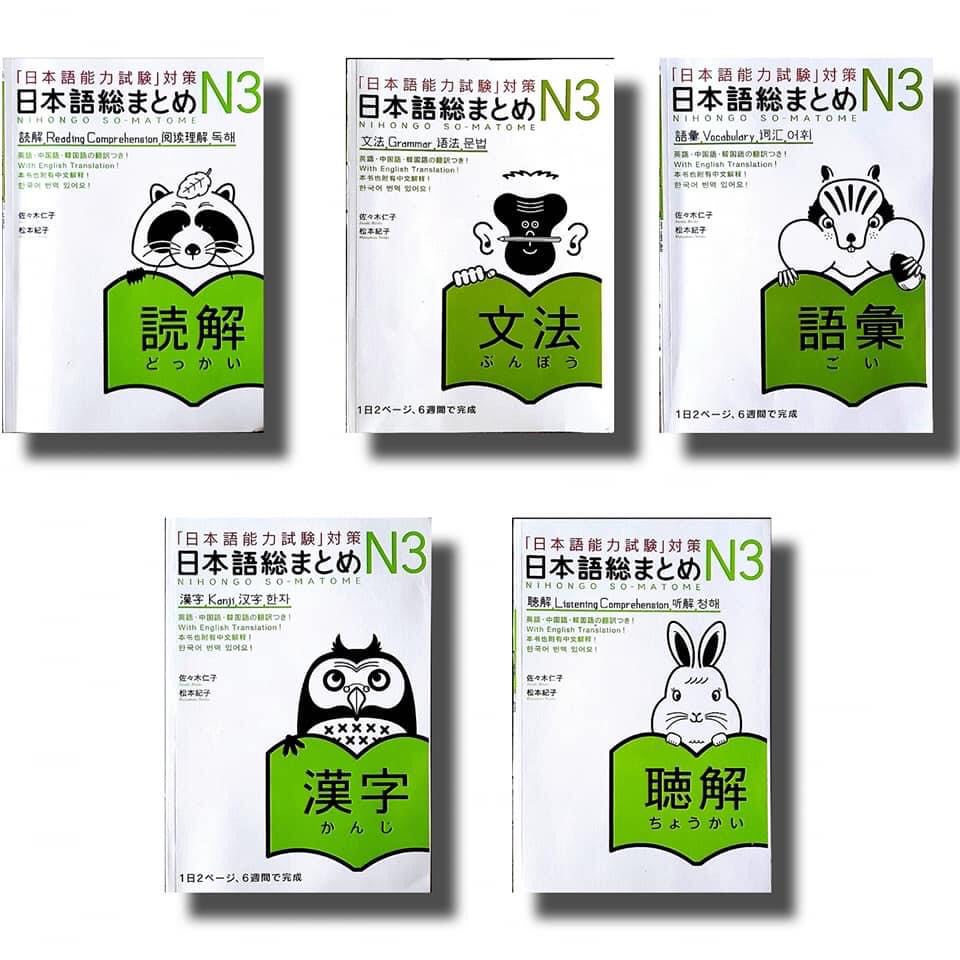 「日本語能力試験」対策
日本語総まとめ N3
NIHONGO SO-MATOME
読解, Reading Comprehension, 阅读理解, 독해
英語・中国語・韓国語の翻訳つき!
With English Translation!
本书也附有中文解释!
한국어 번역 있어요!
佐々木仁子
松本紀子
読解
どっかい
「日本語能力試験」対策
日本語総まとめ N3
NIHONGO SO-MATOME
文法, Grammar, 语法, 문법
英語・中国語・韓国語の翻訳つき!
With English Translation!
本书也附有中文解释!
한국어 번역 있어요!
佐々木仁子
松本紀子
文法
ぶんぽう
1日2ページ、6週間で完成
「日本語能力試験」対策
日本語総まとめ N3
NIHONGO SO-MATOME
語彙, Vocabulary, 词汇, 어휘
英語・中国語・韓国語の翻訳つき!
With English Translation!
本书也附有中文解释!
한국어 번역 있어요!
佐々木仁子
松本紀子
語彙
ごい
1日2ページ、6週間で完成
「日本語能力試験」対策
日本語総まとめ N3
NIHONGO SO-MATOME
漢字, Kanji, 汉字, 한자
英語・中国語・韓国語の翻訳つき!
With English Translation!
本书也附有中文解释!
한국어 번역 있어요!
佐々木仁子
松本紀子
漢字
かんじ
1日2ページ、6週間で完成
「日本語能力試験」対策
日本語総まとめ N3
NIHONGO SO-MATOME
聴解, Listening Comprehension, 听解, 청해
英語・中国語・韓国語の翻訳つき!
With English Translation!
本书也附有中文解释!
한국어 번역 있어요!
佐々木仁子
松本紀子
聴解
ちょうかい